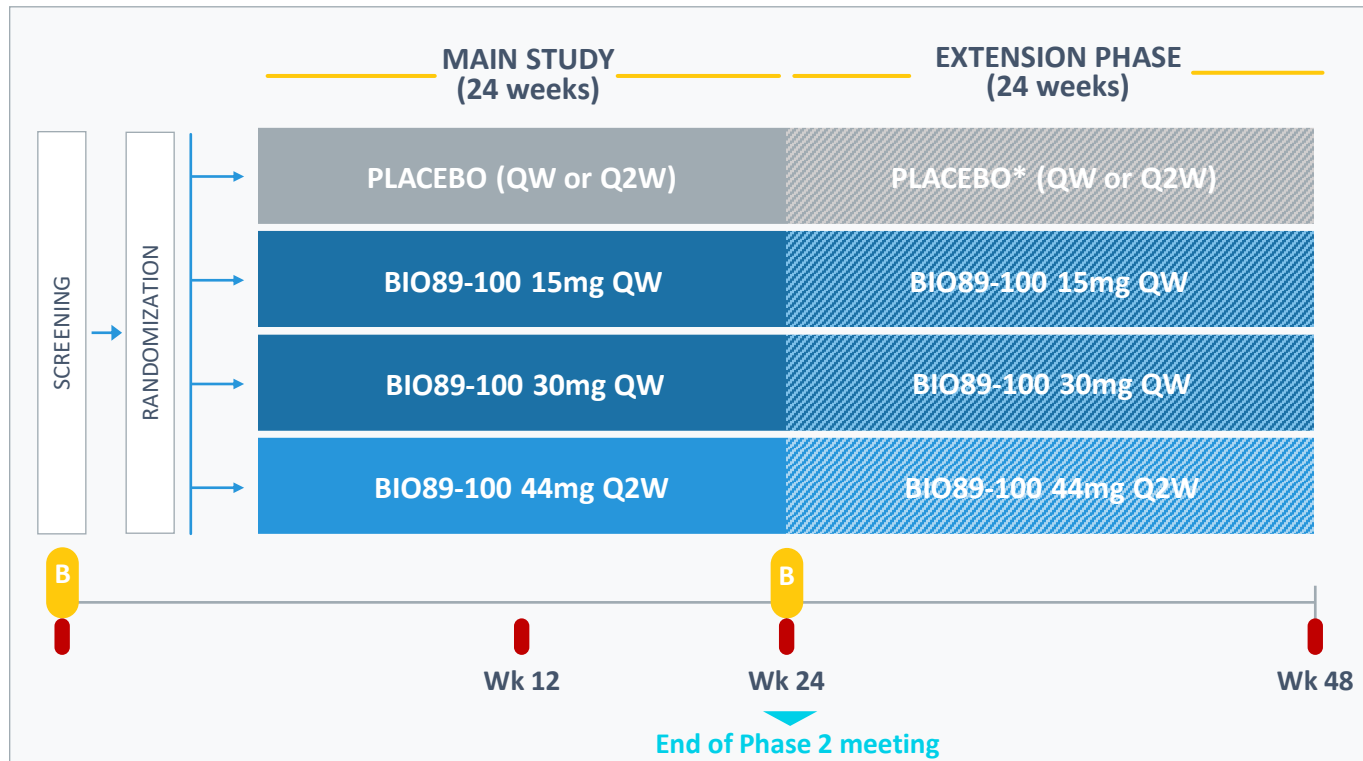 MAIN STUDY
(24 weeks)
EXTENSION PHASE
(24 weeks)
SCREENING
RANDOMIZATION
PLACEBO (QW or Q2W)
PLACEBO* (QW or Q2W)
BIO89-100 15mg QW
BIO89-100 15mg QW
BIO89-100 30mg QW
BIO89-100 30mg QW
BIO89-100 44mg Q2W
BIO89-100 44mg Q2W
B
B
Wk 12
Wk 24
Wk 48
End of Phase 2 meeting